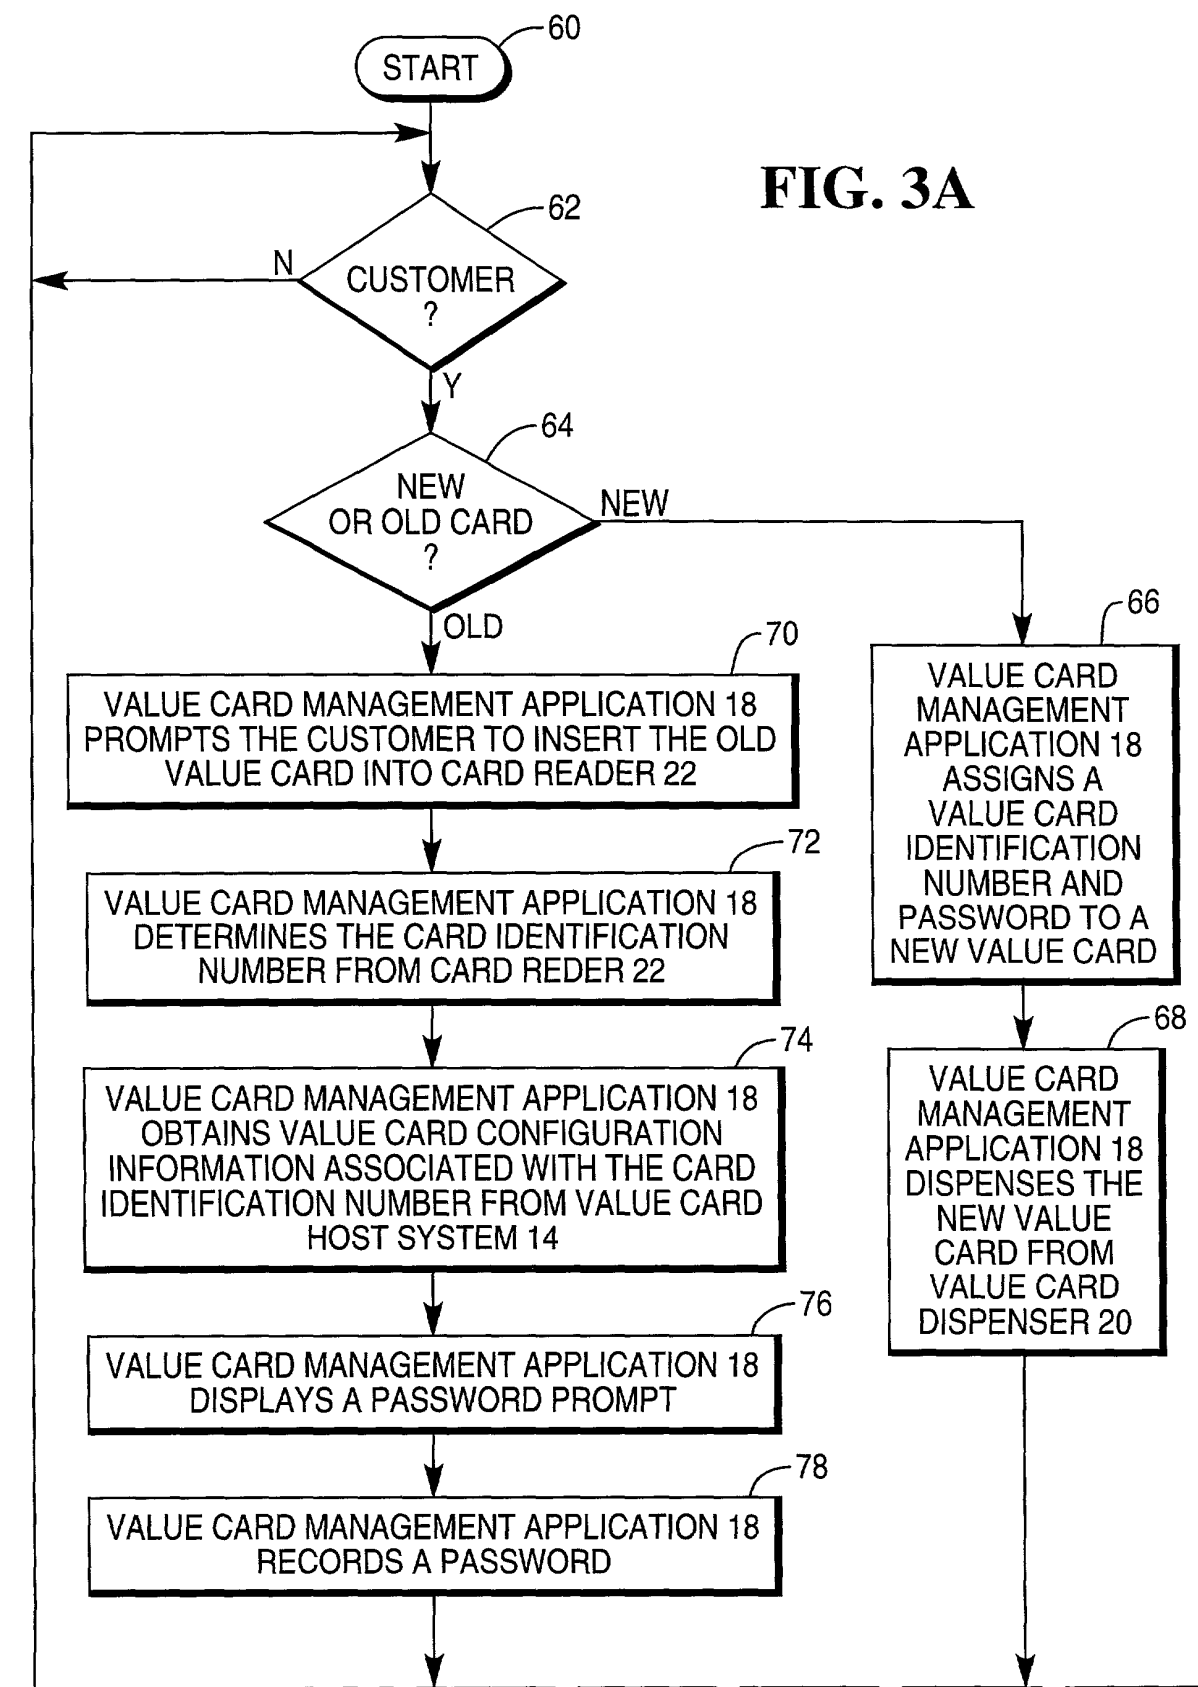 60
START
FIG. 3A
62
N
CUSTOMER
?
Y
64
NEW
OR OLD CARD
?
NEW
OLD
70
VALUE CARD MANAGEMENT APPLICATION 18
PROMPTS THE CUSTOMER TO INSERT THE OLD
VALUE CARD INTO CARD READER 22
72
VALUE CARD MANAGEMENT APPLICATION 18
DETERMINES THE CARD IDENTIFICATION
NUMBER FROM CARD REDER 22
74
VALUE CARD MANAGEMENT APPLICATION 18
OBTAINS VALUE CARD CONFIGURATION
INFORMATION ASSOCIATED WITH THE CARD
IDENTIFICATION NUMBER FROM VALUE CARD
HOST SYSTEM 14
76
VALUE CARD MANAGEMENT APPLICATION 18
DISPLAYS A PASSWORD PROMPT
78
VALUE CARD MANAGEMENT APPLICATION 18
RECORDS A PASSWORD
66
VALUE CARD
MANAGEMENT
APPLICATION 18
ASSIGNS A
VALUE CARD
IDENTIFICATION
NUMBER AND
PASSWORD TO A
NEW VALUE CARD
68
VALUE CARD
MANAGEMENT
APPLICATION 18
DISPENSES THE
NEW VALUE
CARD FROM
VALUE CARD
DISPENSER 20